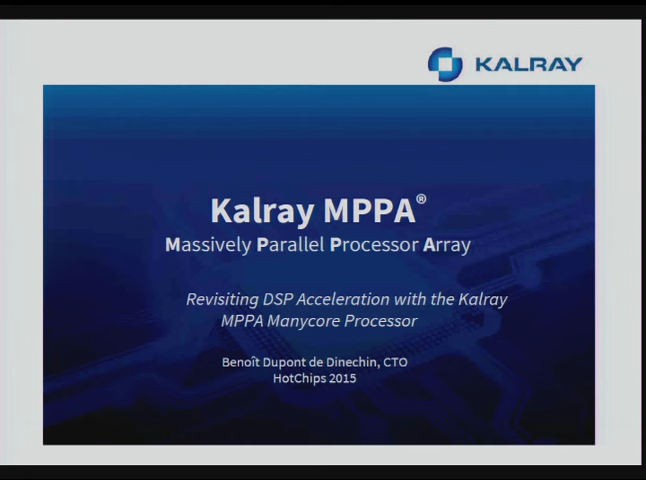 KALRAY
Kalray MPPA®
Massively Parallel Processor Array
Revisiting DSP Acceleration with the Kalray
MPPA Manycore Processor
Benoît Dupont de Dinechin, CTO
HotChips 2015